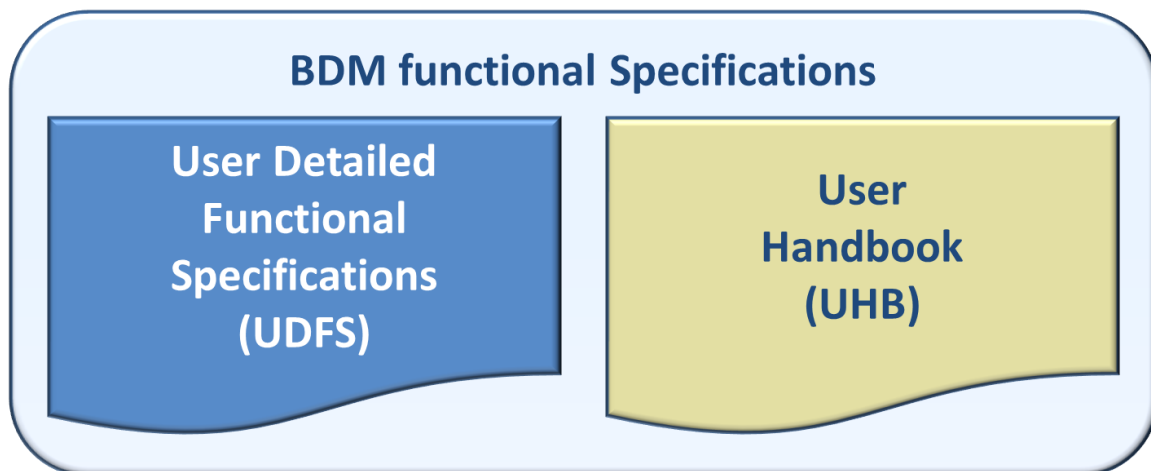 BDM functional Specifications
User Detailed
Functional
Specifications
(UDFS)
User
Handbook
(UHB)